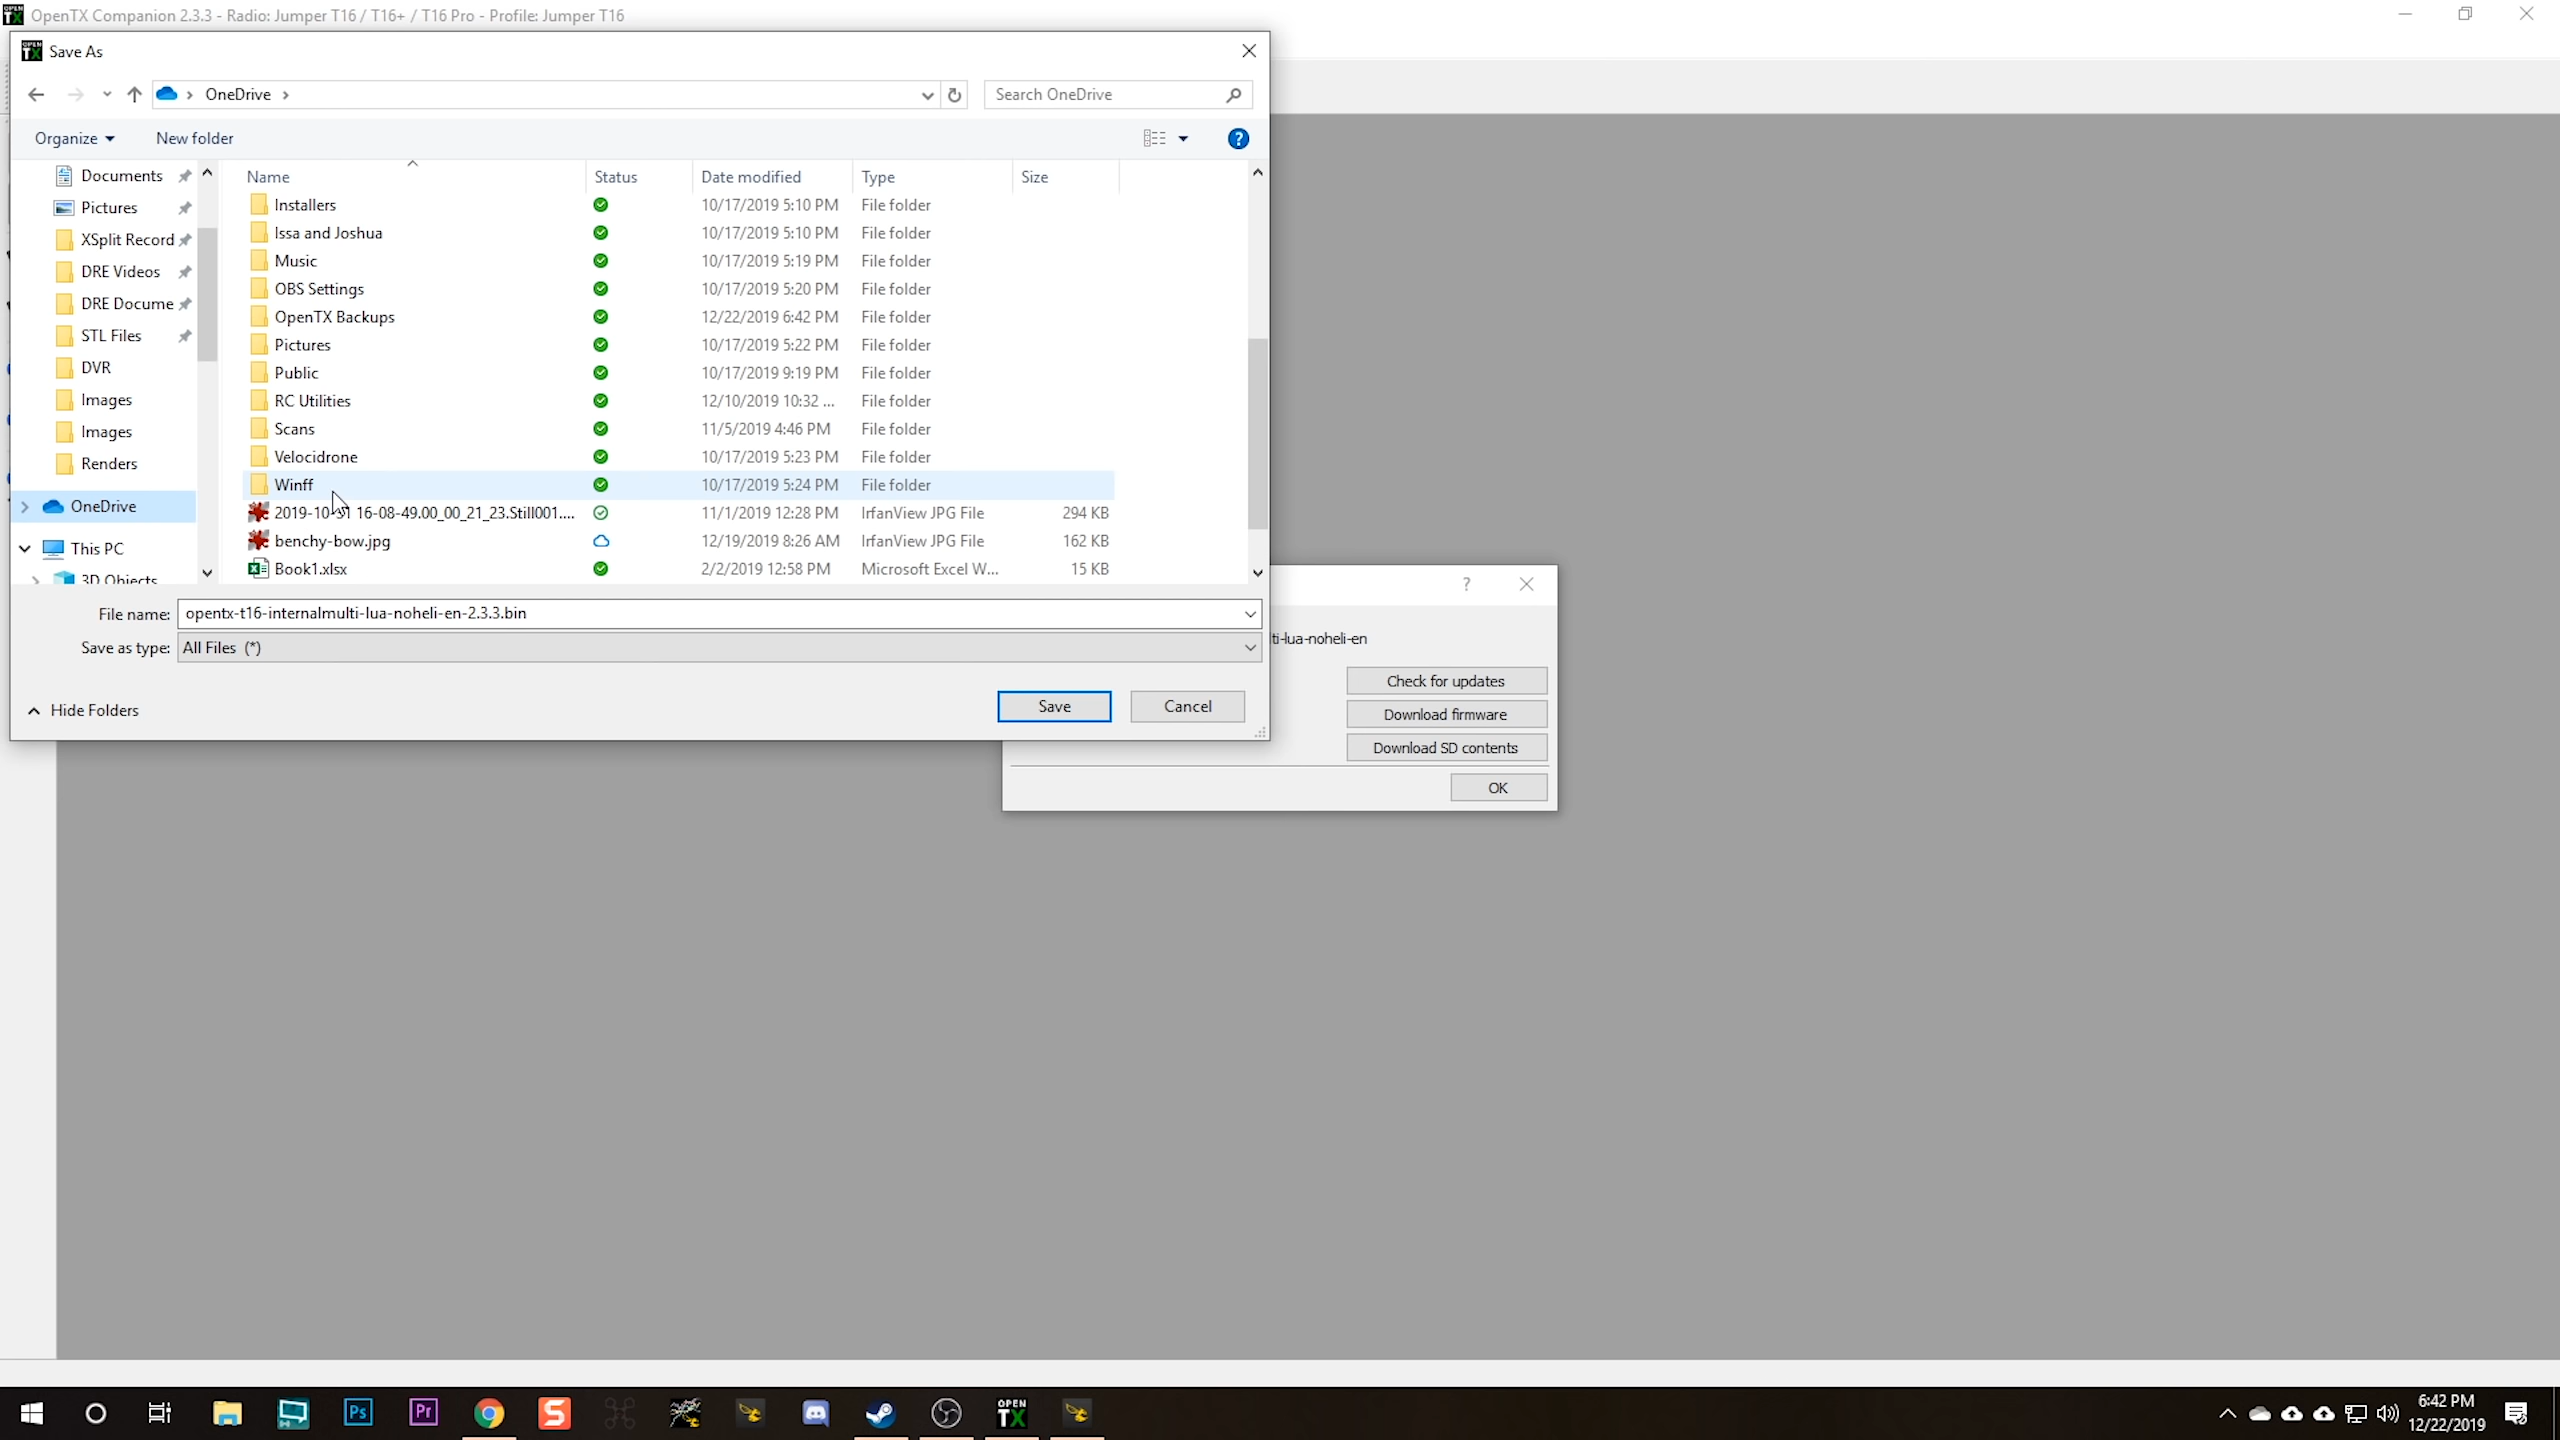 OpenTX Companion 2.3.3 - Radio: Jumper T16 / T16+ / T16 Pro - Profile: Jumper T16
OPEN TX Save As
OneDrive
Search OneDrive
Organize
New folder
?
Documents
Pictures
XSplit Record
DRE Videos
DRE Docume
STL Files
DVR
Images
Images
Renders
OneDrive
This PC
3D Objects
Name Status Date modified Type Size
Installers 10/17/2019 5:10 PM File folder
Issa and Joshua 10/17/2019 5:10 PM File folder
Music 10/17/2019 5:19 PM File folder
OBS Settings 10/17/2019 5:20 PM File folder
OpenTX Backups 12/22/2019 6:42 PM File folder
Pictures 10/17/2019 5:22 PM File folder
Public 10/17/2019 9:19 PM File folder
RC Utilities 12/10/2019 10:32 ... File folder
Scans 11/5/2019 4:46 PM File folder
Velocidrone 10/17/2019 5:23 PM File folder
Winff 10/17/2019 5:24 PM File folder
2019-10-31 16-08-49.00_00_21_23.Still001.... 11/1/2019 12:28 PM IrfanView JPG File 294 KB
benchy-bow.jpg 12/19/2019 8:26 AM IrfanView JPG File 162 KB
Book1.xlsx 2/2/2019 12:58 PM Microsoft Excel W... 15 KB
File name: opentx-t16-internalmulti-lua-noheli-en-2.3.3.bin
Save as type: All Files (*)
Hide Folders
Save
Cancel
?
ti-lua-noheli-en
Check for updates
Download firmware
Download SD contents
OK
Ps
Pr
S
OPEN
TX
6:42 PM
12/22/2019